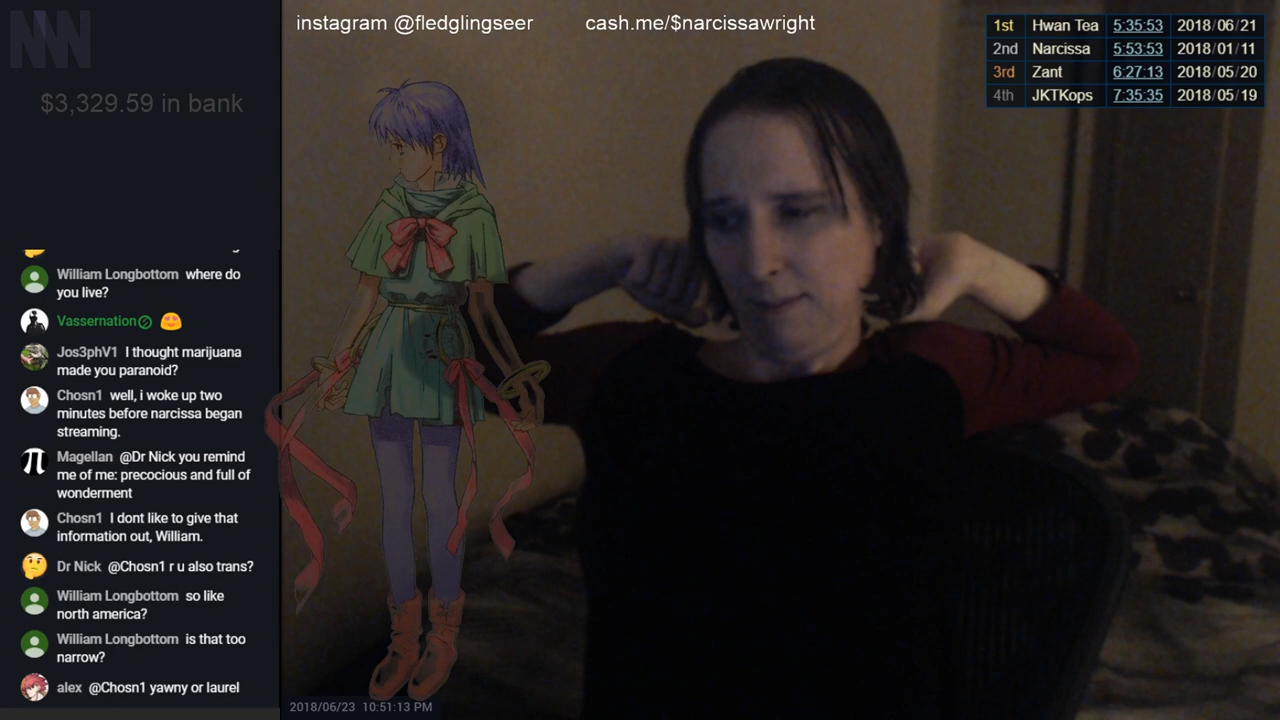 NNN
instagram @fledglingseer
cash.me/$narcissawright
$3,329.59 in bank
1st Hwan Tea 5:35:53 2018/06/21
2nd Narcissa 5:53:53 2018/01/11
3rd Zant 6:27:13 2018/05/20
4th JKTKops 7:35:35 2018/05/19
William Longbottom where do
you live?
Vassernation
Jos3phV1 I thought marijuana
made you paranoid?
Chosn1 well, i woke up two
minutes before narcissa began
streaming.
Magellan @Dr Nick you remind
me of me: precocious and full of
wonderment
Chosn1 I dont like to give that
information out, William.
Dr Nick @Chosn1 r u also trans?
William Longbottom so like
north america?
William Longbottom is that too
narrow?
alex @Chosn1 yawny or laurel
2018/06/23 10:51:13 PM